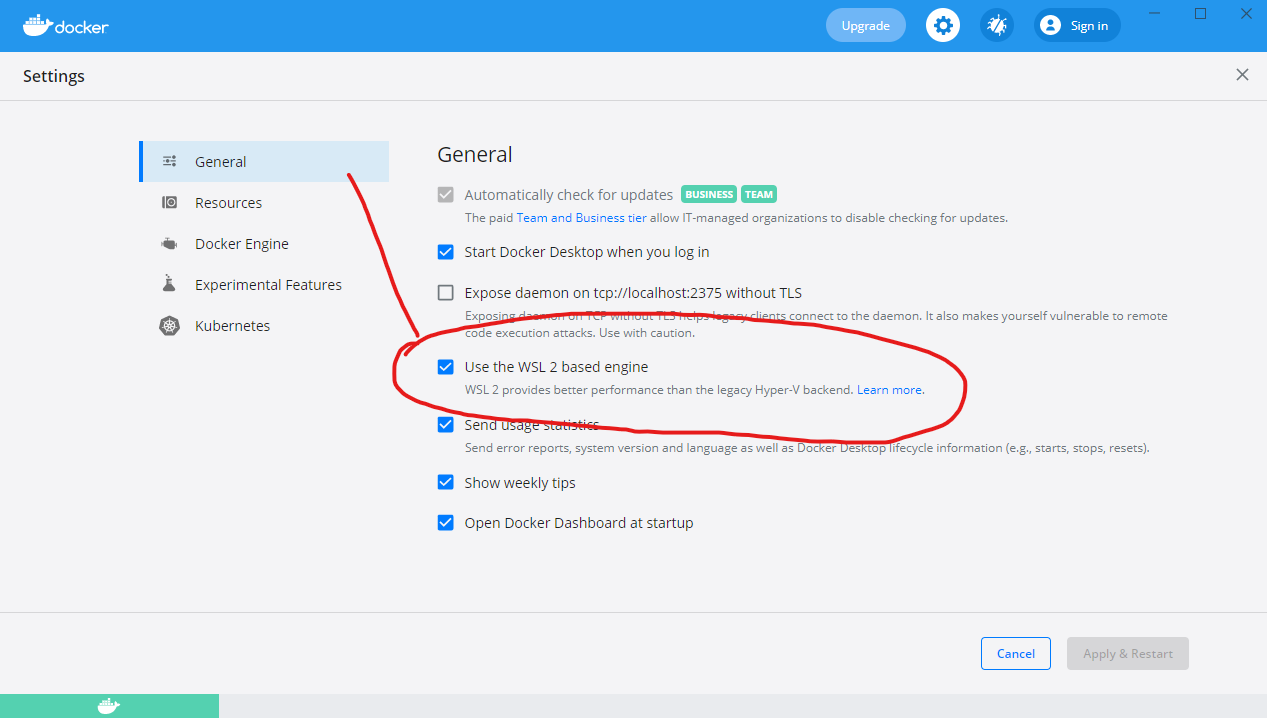 docker
Upgrade
Sign in
Settings
General
Resources
Docker Engine
Experimental Features
Kubernetes
General
Automatically check for updates BUSINESS TEAM
The paid Team and Business tier allow IT-managed organizations to disable checking for updates.
Start Docker Desktop when you log in
Expose daemon on tcp://localhost:2375 without TLS
Exposing daemon on TCP without TLS helps legacy clients connect to the daemon. It also makes yourself vulnerable to remote
code execution attacks. Use with caution.
Use the WSL 2 based engine
WSL 2 provides better performance than the legacy Hyper-V backend. Learn more.
Send usage statistics
Send error reports, system version and language as well as Docker Desktop lifecycle information (e.g., starts, stops, resets).
Show weekly tips
Open Docker Dashboard at startup
Cancel
Apply & Restart